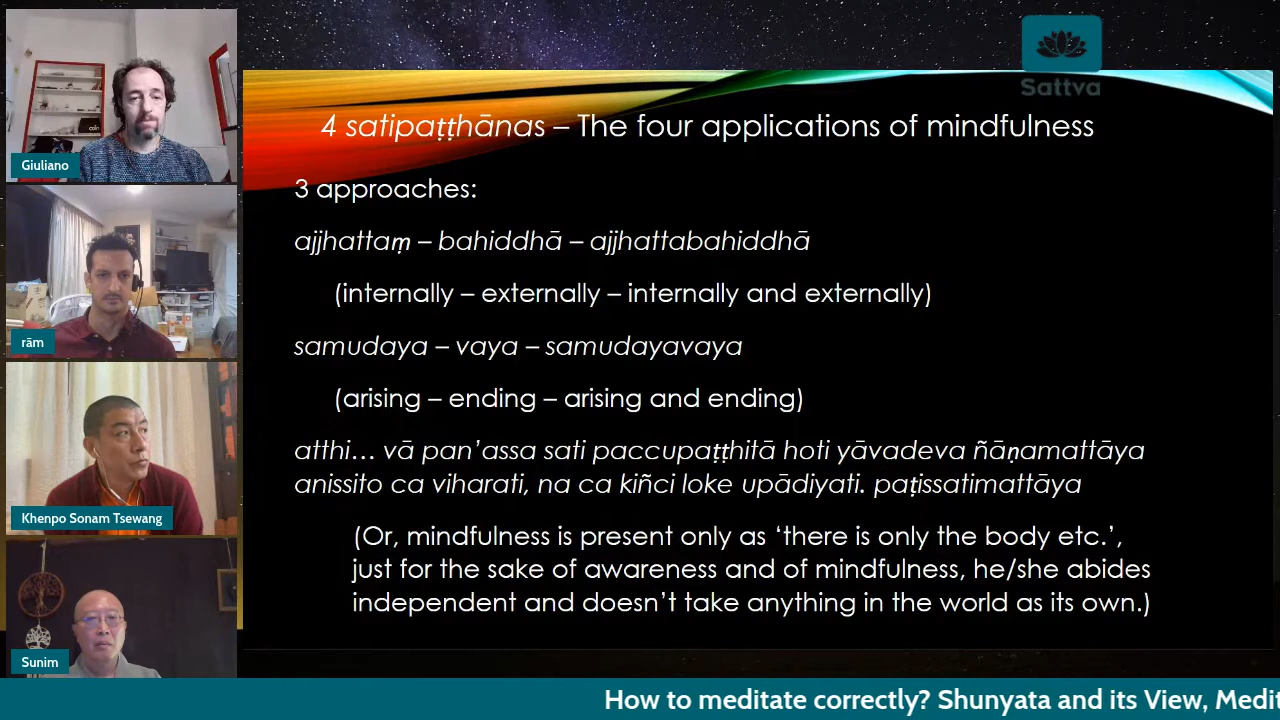 Sattva
4 satipaṭṭhānas – The four applications of mindfulness
3 approaches:
ajjhattaṃ – bahiddhā – ajjhattabahiddhā
(internally – externally – internally and externally)
samudaya – vaya – samudayavaya
(arising – ending – arising and ending)
atthi... vā pan’assa sati paccupaṭṭhitā hoti yāvadeva ñāṇamattāya
anissito ca viharati, na ca kiñci loke upādiyati. paṭissatimattāya
(Or, mindfulness is present only as ‘there is only the body etc.’,
just for the sake of awareness and of mindfulness, he/she abides
independent and doesn’t take anything in the world as its own.)
Giuliano
rām
Khenpo Sonam Tsewang
Sunim
How to meditate correctly? Shunyata and its View, Medit